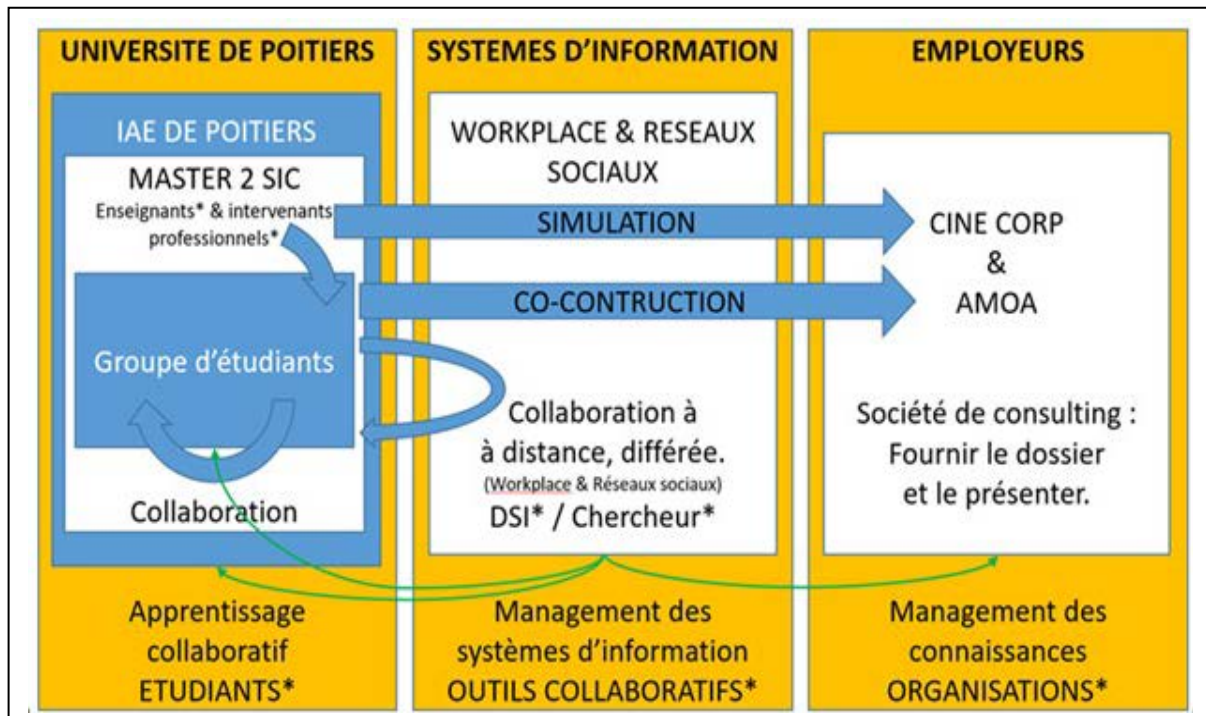 UNIVERSITE DE POITIERS
IAE DE POITIERS
MASTER 2 SIC
Enseignants* & intervenants
professionnels*
Groupe d'étudiants
Collaboration
Apprentissage
collaboratif
ETUDIANTS*
SYSTEMES D'INFORMATION
WORKPLACE & RESEAUX
SOCIAUX
SIMULATION
CO-CONTRUCTION
Collaboration à
à distance, différée.
(Workplace & Réseaux sociaux)
DSI* / Chercheur*
Management des
systèmes d'information
OUTILS COLLABORATIFS*
EMPLOYEURS
CINE CORP
&
AMOA
Société de consulting :
Fournir le dossier
et le présenter.
Management des
connaissances
ORGANISATIONS*